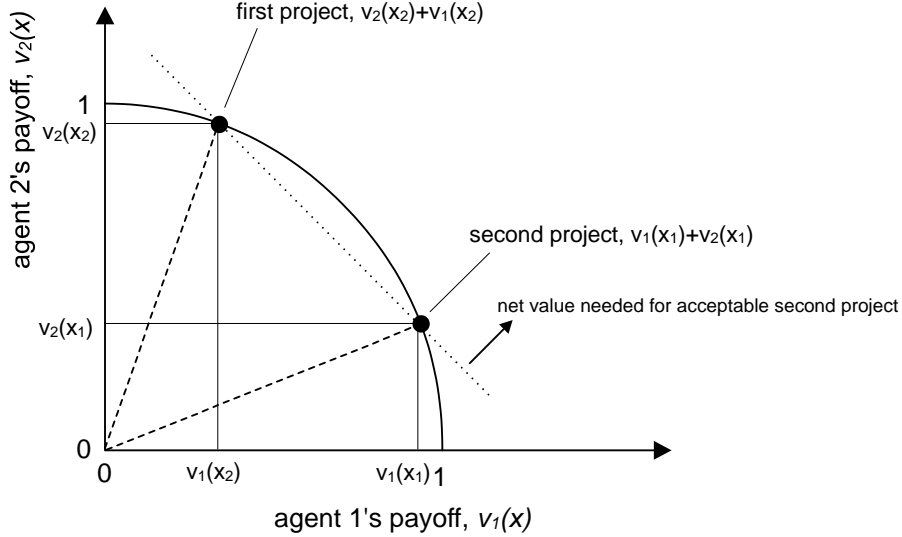 first project, v₂(x₂)+v₁(x₂)
agent 2's payoff, v₂(x)
1
v₂(x₂)
second project, v₁(x₁)+v₂(x₁)
net value needed for acceptable second project
v₂(x₁)
0
0
v₁(x₂)
v₁(x₁)
1
agent 1's payoff, v₁(x)